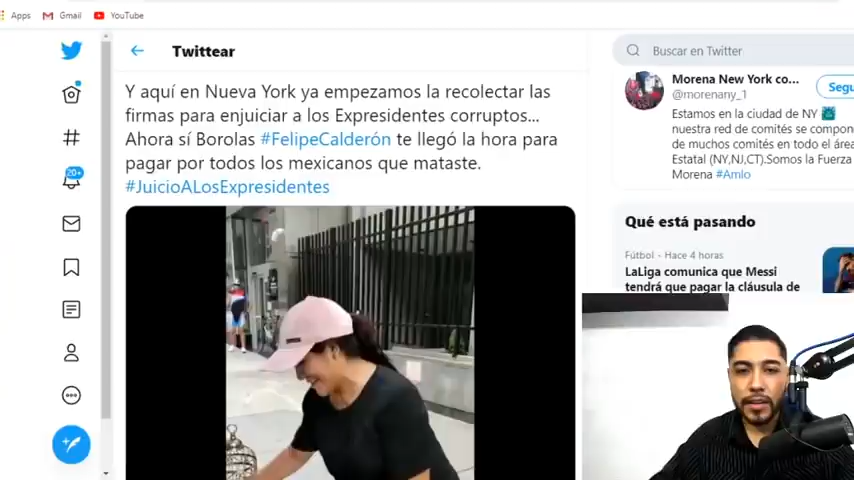 Apps
Gmail
YouTube
Twittear
Buscar en Twitter
Y aquí en Nueva York ya empezamos la recolectar las
firmas para enjuiciar a los Expresidentes corruptos...
Ahora sí Borolas #FelipeCalderón te llegó la hora para
pagar por todos los mexicanos que mataste.
#JuicioALosExpresidentes
20+
Morena New York co...
@morenany_1
Segu
Estamos en la ciudad de NY
nuestra red de comités se compon
de muchos comités en todo el área
Estatal (NY,NJ,CT).Somos la Fuerza
Morena #Amlo
Qué está pasando
Fútbol - Hace 4 horas
LaLiga comunica que Messi
tendrá que pagar la cláusula de